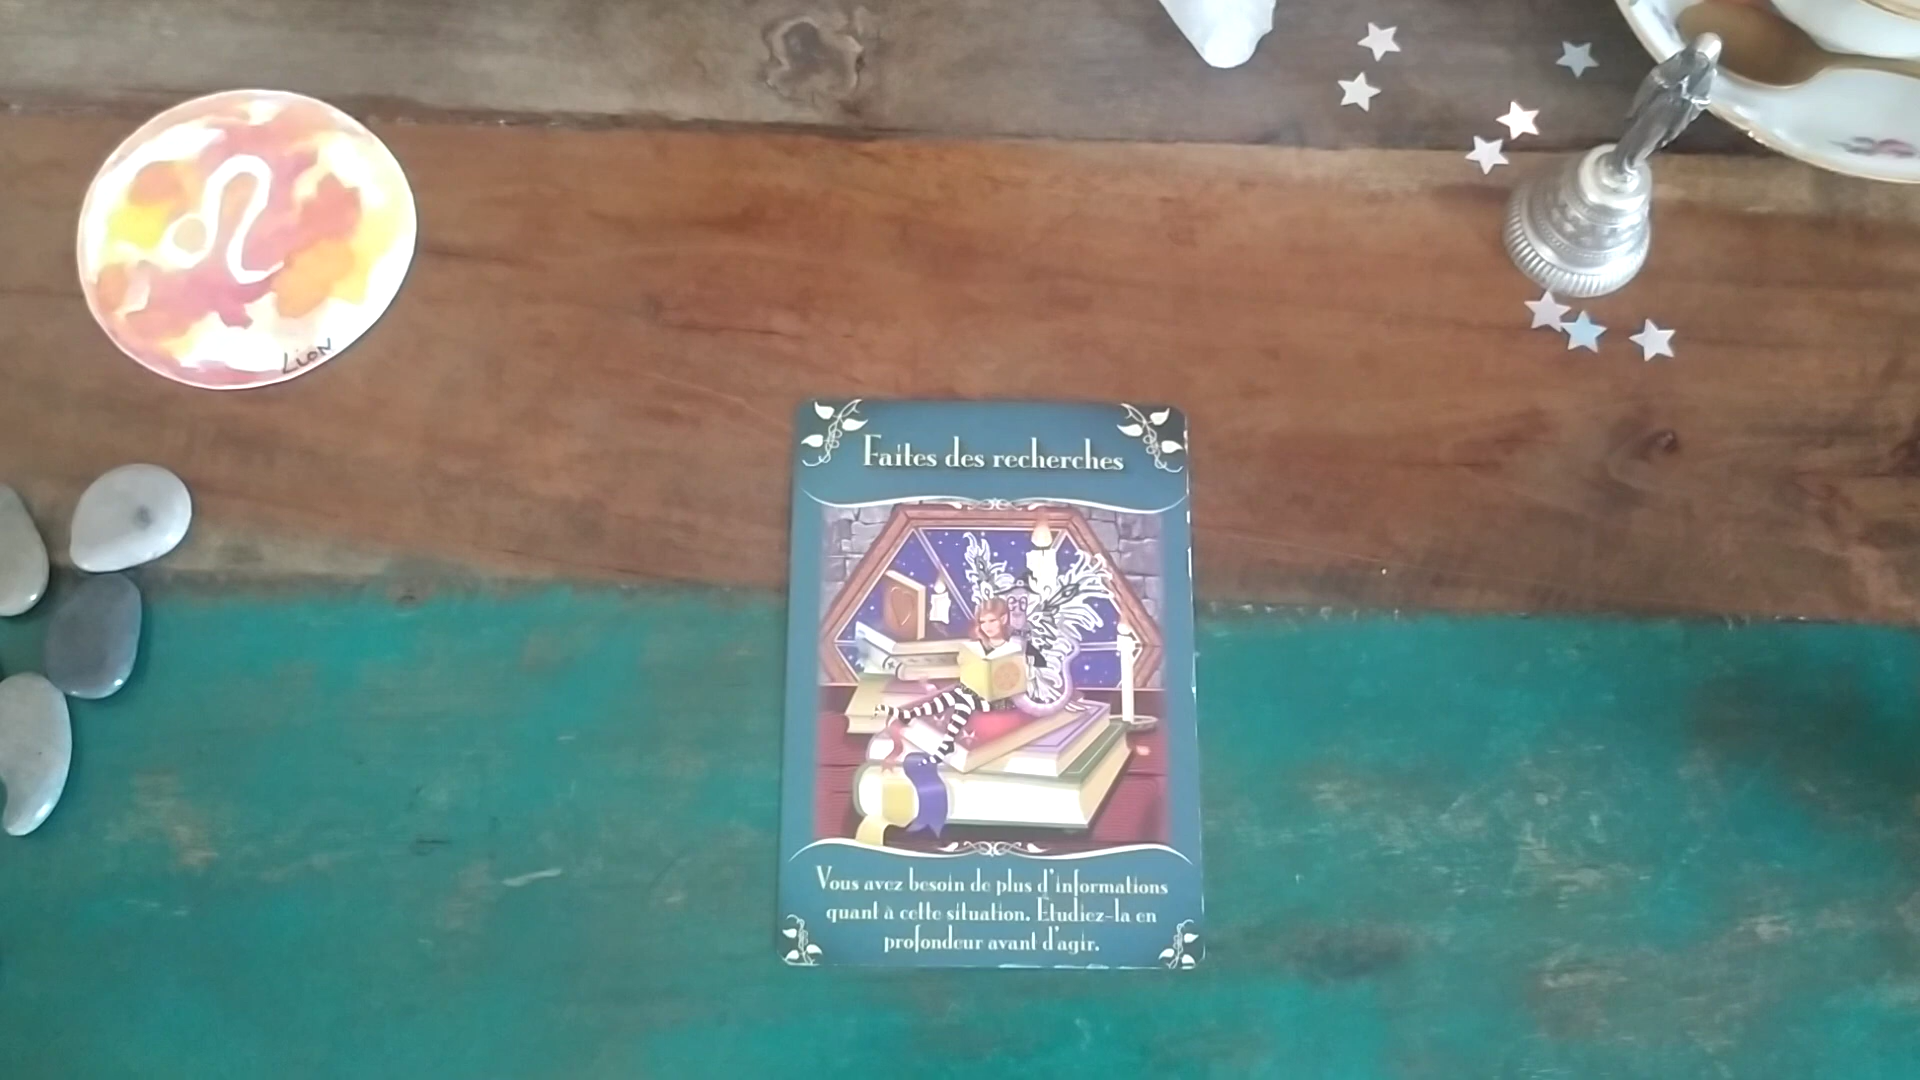 Lion
Faites des recherches
Vous avez besoin de plus d'informations
quant à cette situation. Étudiez-la en
profondeur avant d'agir.